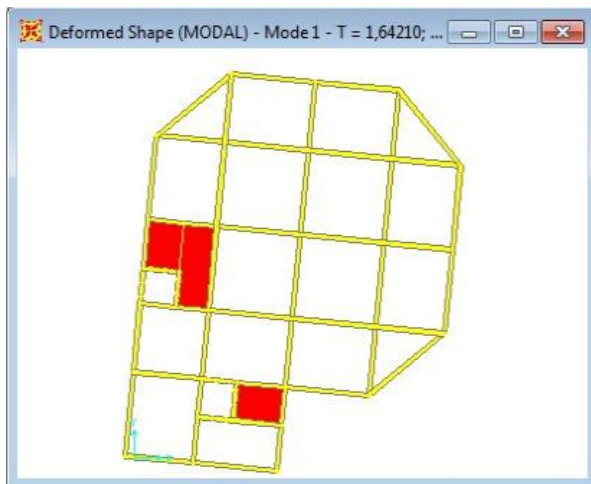 Deformed Shape (MODAL) - Mode 1 - T = 1,64210; ...